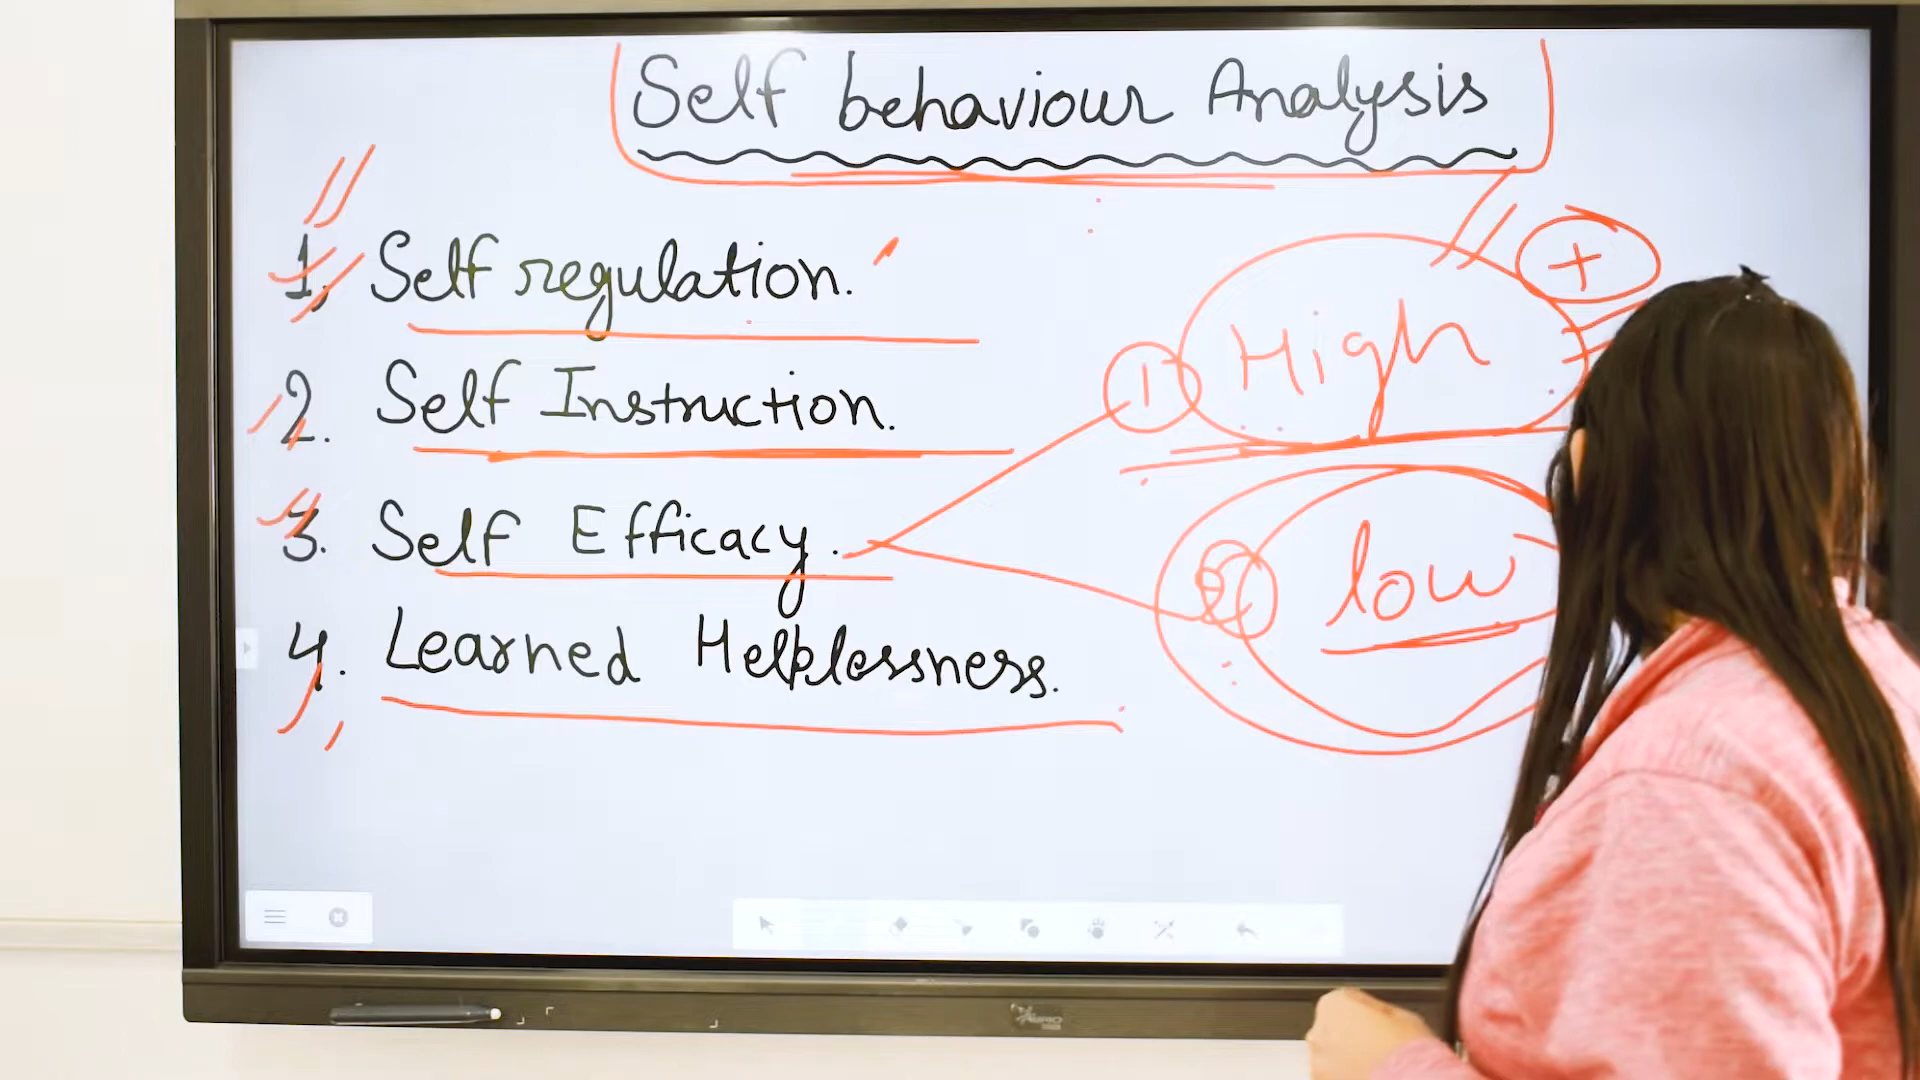 Self behaviour Analysis
1. Self regulation.
2. Self Instruction.
3. Self Efficacy.
4. Learned Helplessness.
+
1 High
2 low